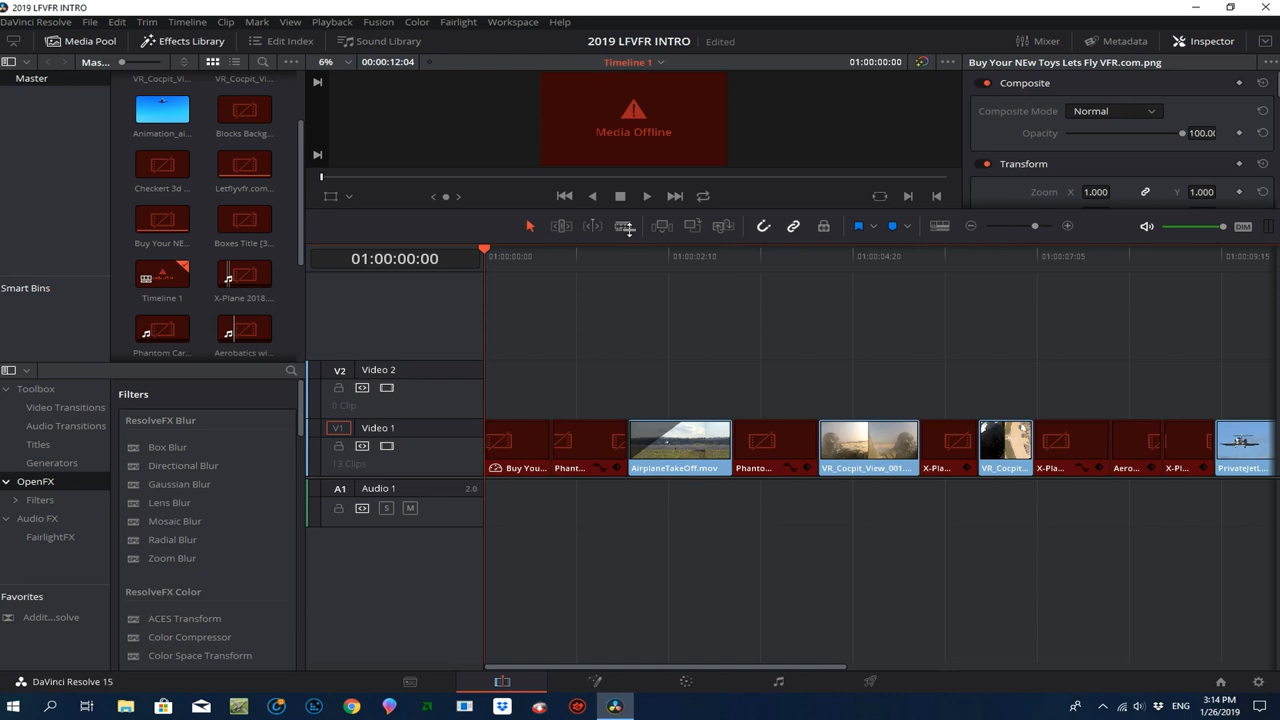 2019 LFVFR INTRO
DaVinci Resolve File Edit Trim Timeline Clip Mark View Playback Fusion Color Fairlight Workspace Help
Media Pool Effects Library Edit Index Sound Library 2019 LFVFR INTRO Edited Mixer Metadata Inspector
Mas... 6% 00:00:12:04 Timeline 1 01:00:00:00 Buy Your NEw Toys Lets Fly VFR.com.png
Master
VR_Cocpit_Vi... VR_Cocpit_Vi...
Animation_ai... Blocks Backg...
Checkert 3d ... Letflyvfr.com...
Buy Your NE... Boxes Title [3...
Timeline 1 X-Plane 2018....
Phantom Car... Aerobatics wi...
Smart Bins
Media Offline
Composite
Composite Mode Normal
Opacity 100.0
Transform
Zoom X 1.000 Y 1.000
DIM
01:00:00:00 01:00:00:00 01:00:02:10 01:00:04:20 01:00:07:05 01:00:09:15
V2 Video 2
0 Clip
V1 Video 1
13 Clips
Buy You... Phant... AirplaneTakeOff.mov Phanto... VR_Cocpit_View_001.... X-Pla... VR_Cocpit... X-Pla... Aero... X-Pl... PrivateJetL...
A1 Audio 1 2.0
S M
Toolbox
Video Transitions
Audio Transitions
Titles
Generators
OpenFX
Filters
Audio FX
FairlightFX
Favorites
Addit...solve
Filters
ResolveFX Blur
Box Blur
Directional Blur
Gaussian Blur
Lens Blur
Mosaic Blur
Radial Blur
Zoom Blur
ResolveFX Color
ACES Transform
Color Compressor
Color Space Transform
DaVinci Resolve 15
ENG 3:14 PM
1/26/2019